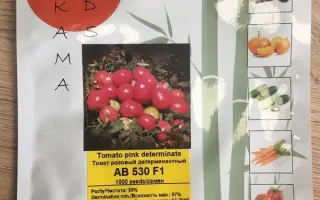 K D
A S
M
A
Tomato pink determinate
Томат розовый детерминантный
AB 530 F1
1000 seeds/семян
Purity/Чистота: 99%
Germination min./Всхожесть мин.: 97%